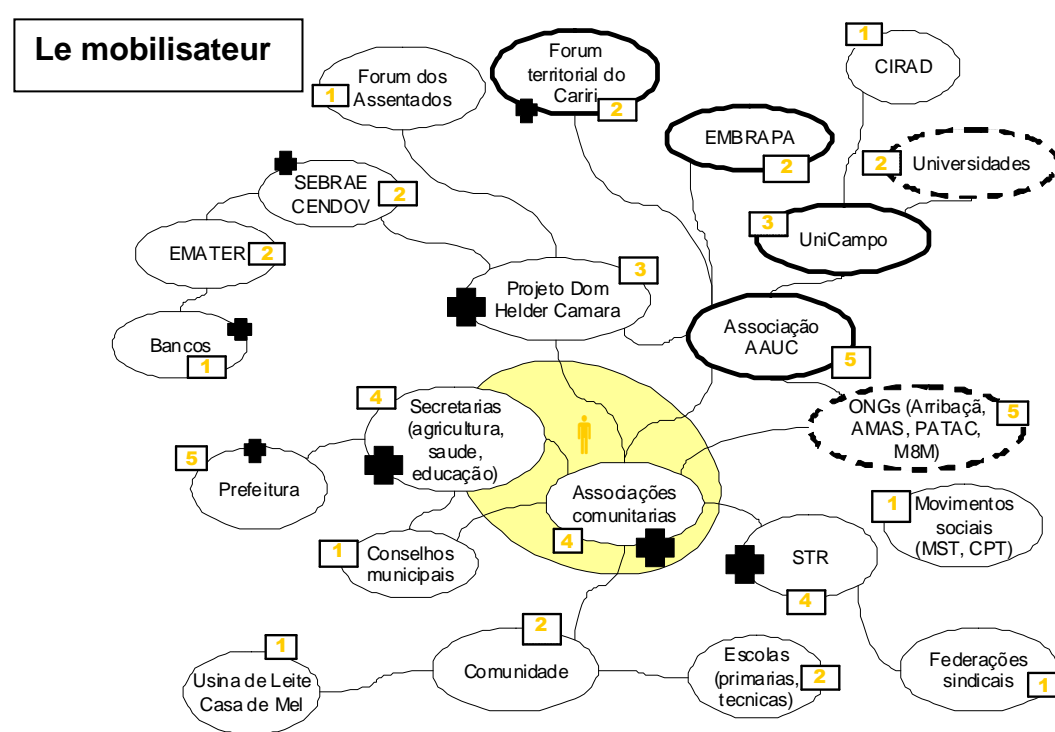 Le mobilisateur
Forum dos
Assentados
1
Forum
territorial do
Cariri
2
1
CIRAD
EMBRAPA
2
2
Universidades
SEBRAE
CENDOV
2
3
UniCampo
EMATER
2
Projeto Dom
Helder Camara
3
Bancos
1
Associação
AAUC
5
4
Secretarias
(agricultura,
saude,
educação)
ONGs (Arribaçã,
AMAS, PATAC,
M8M)
5
5
Prefeitura
Associações
comunitarias
4
1
Movimentos
sociais
(MST, CPT)
1
Conselhos
municipais
STR
4
2
Comunidade
1
Usina de Leite
Casa de Mel
Escolas
(primarias,
tecnicas)
2
Federações
sindicais
1